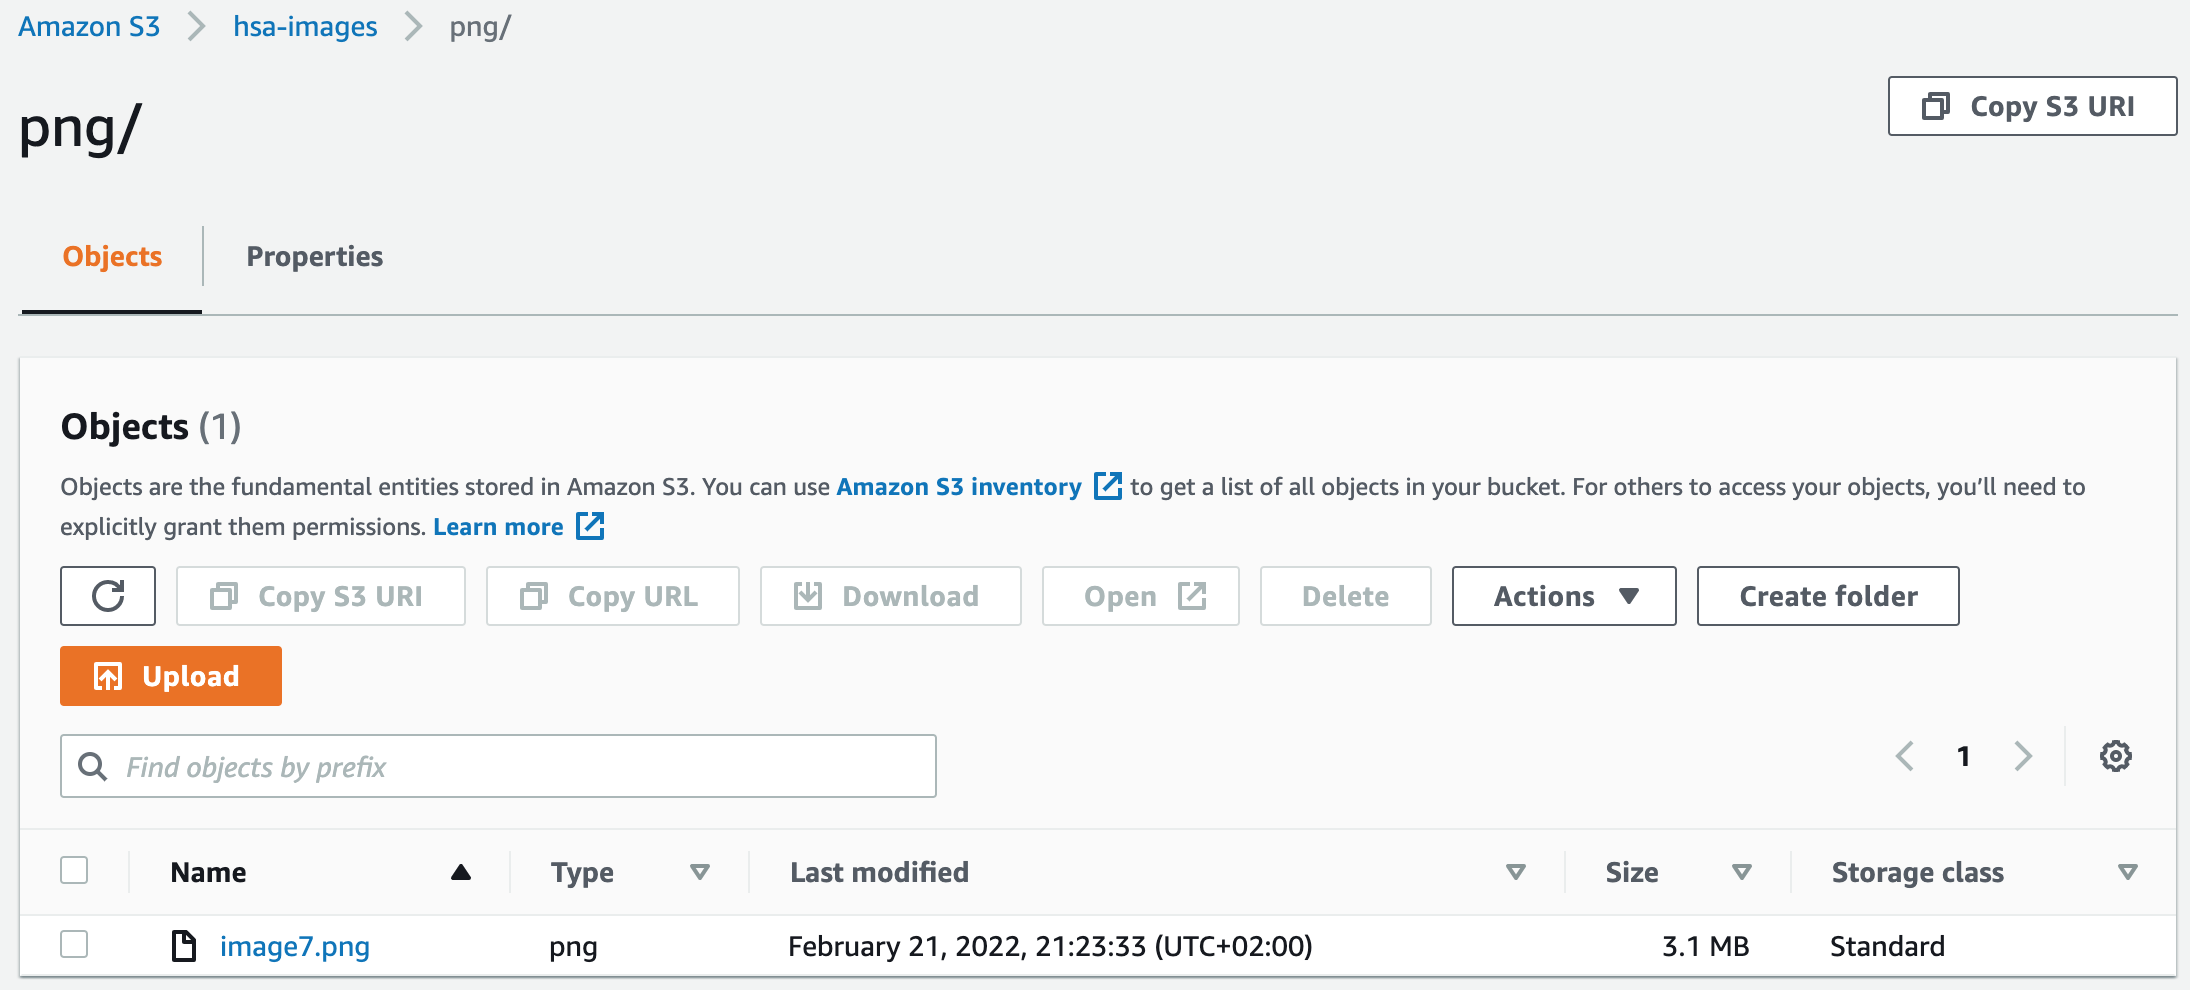 Amazon S3 hsa-images png/
png/
Copy S3 URI
Objects Properties
Objects (1)
Objects are the fundamental entities stored in Amazon S3. You can use Amazon S3 inventory to get a list of all objects in your bucket. For others to access your objects, you’ll need to
explicitly grant them permissions. Learn more
Copy S3 URI Copy URL Download Open Delete Actions Create folder
Upload
Find objects by prefix
1
Name Type Last modified Size Storage class
image7.png png February 21, 2022, 21:23:33 (UTC+02:00) 3.1 MB Standard